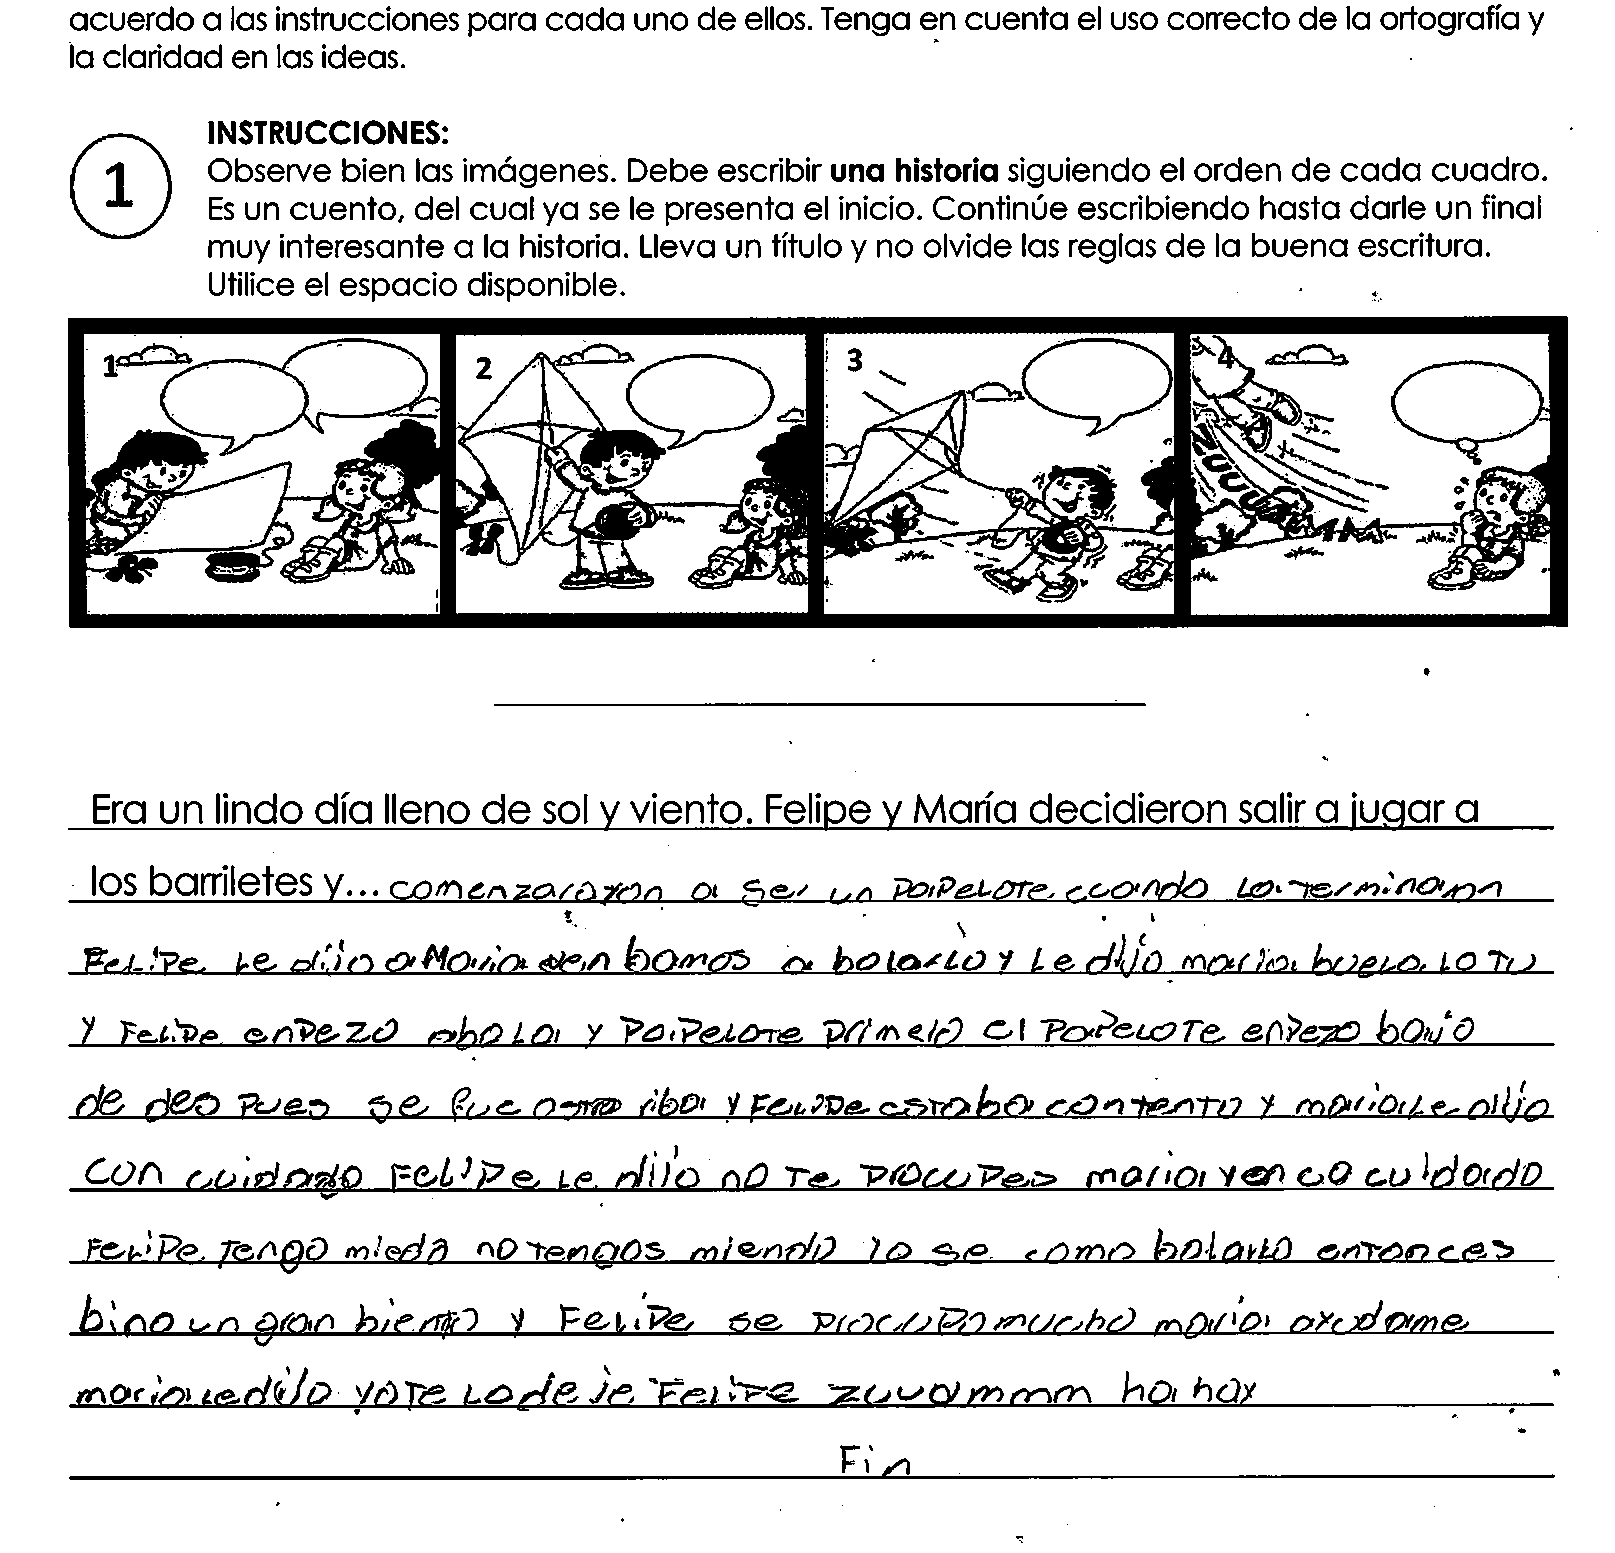 acuerdo a las instrucciones para cada uno de ellos. Tenga en cuenta el uso correcto de la ortografía y
la claridad en las ideas.
INSTRUCCIONES:
1
Observe bien las imágenes. Debe escribir una historia siguiendo el orden de cada cuadro.
Es un cuento, del cual ya se le presenta el inicio. Continúe escribiendo hasta darle un final
muy interesante a la historia. Lleva un título y no olvide las reglas de la buena escritura.
Utilice el espacio disponible.
1 2 3 4
ZUUUU
Era un lindo día lleno de sol y viento. Felipe y María decidieron salir a jugar a
los barriletes y... comenzararon a ser un papelote cuando lo terminaron
Felipe le dijo a Maria ven bamos a bolarlo y le dijo maria buela lo tu
y Felipe enpezo abola y papelote primero el papelote enpezo bajo
de despues se fue riba y Felipe estaba contento y maria le dijo
con cuidado Felipe le dijo no te procupes maria ven co cuidado
Felipe tengo miedo no tengas miendo lo se como bolarlo entonces
bino un gran biento y Felipe se procupo mucho maria ayudame
maria le dijo yo te lo deje Felipe zuuammm ha hay
Fin